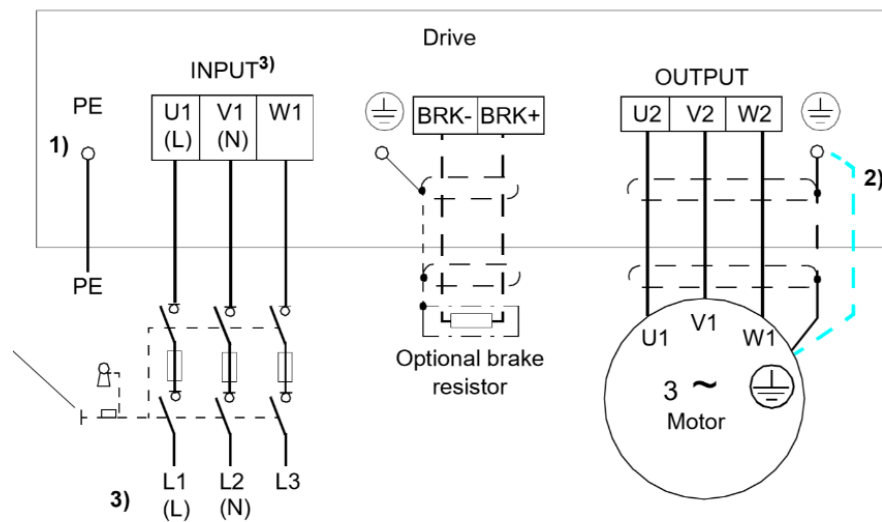 Drive
INPUT3)
OUTPUT
PE
U1 V1 W1
(L) (N)
BRK- BRK+
U2 V2 W2
1)
2)
PE
U1 V1 W1
Optional brake
resistor
3 ~
Motor
L1 L2 L3
3)
(L) (N)